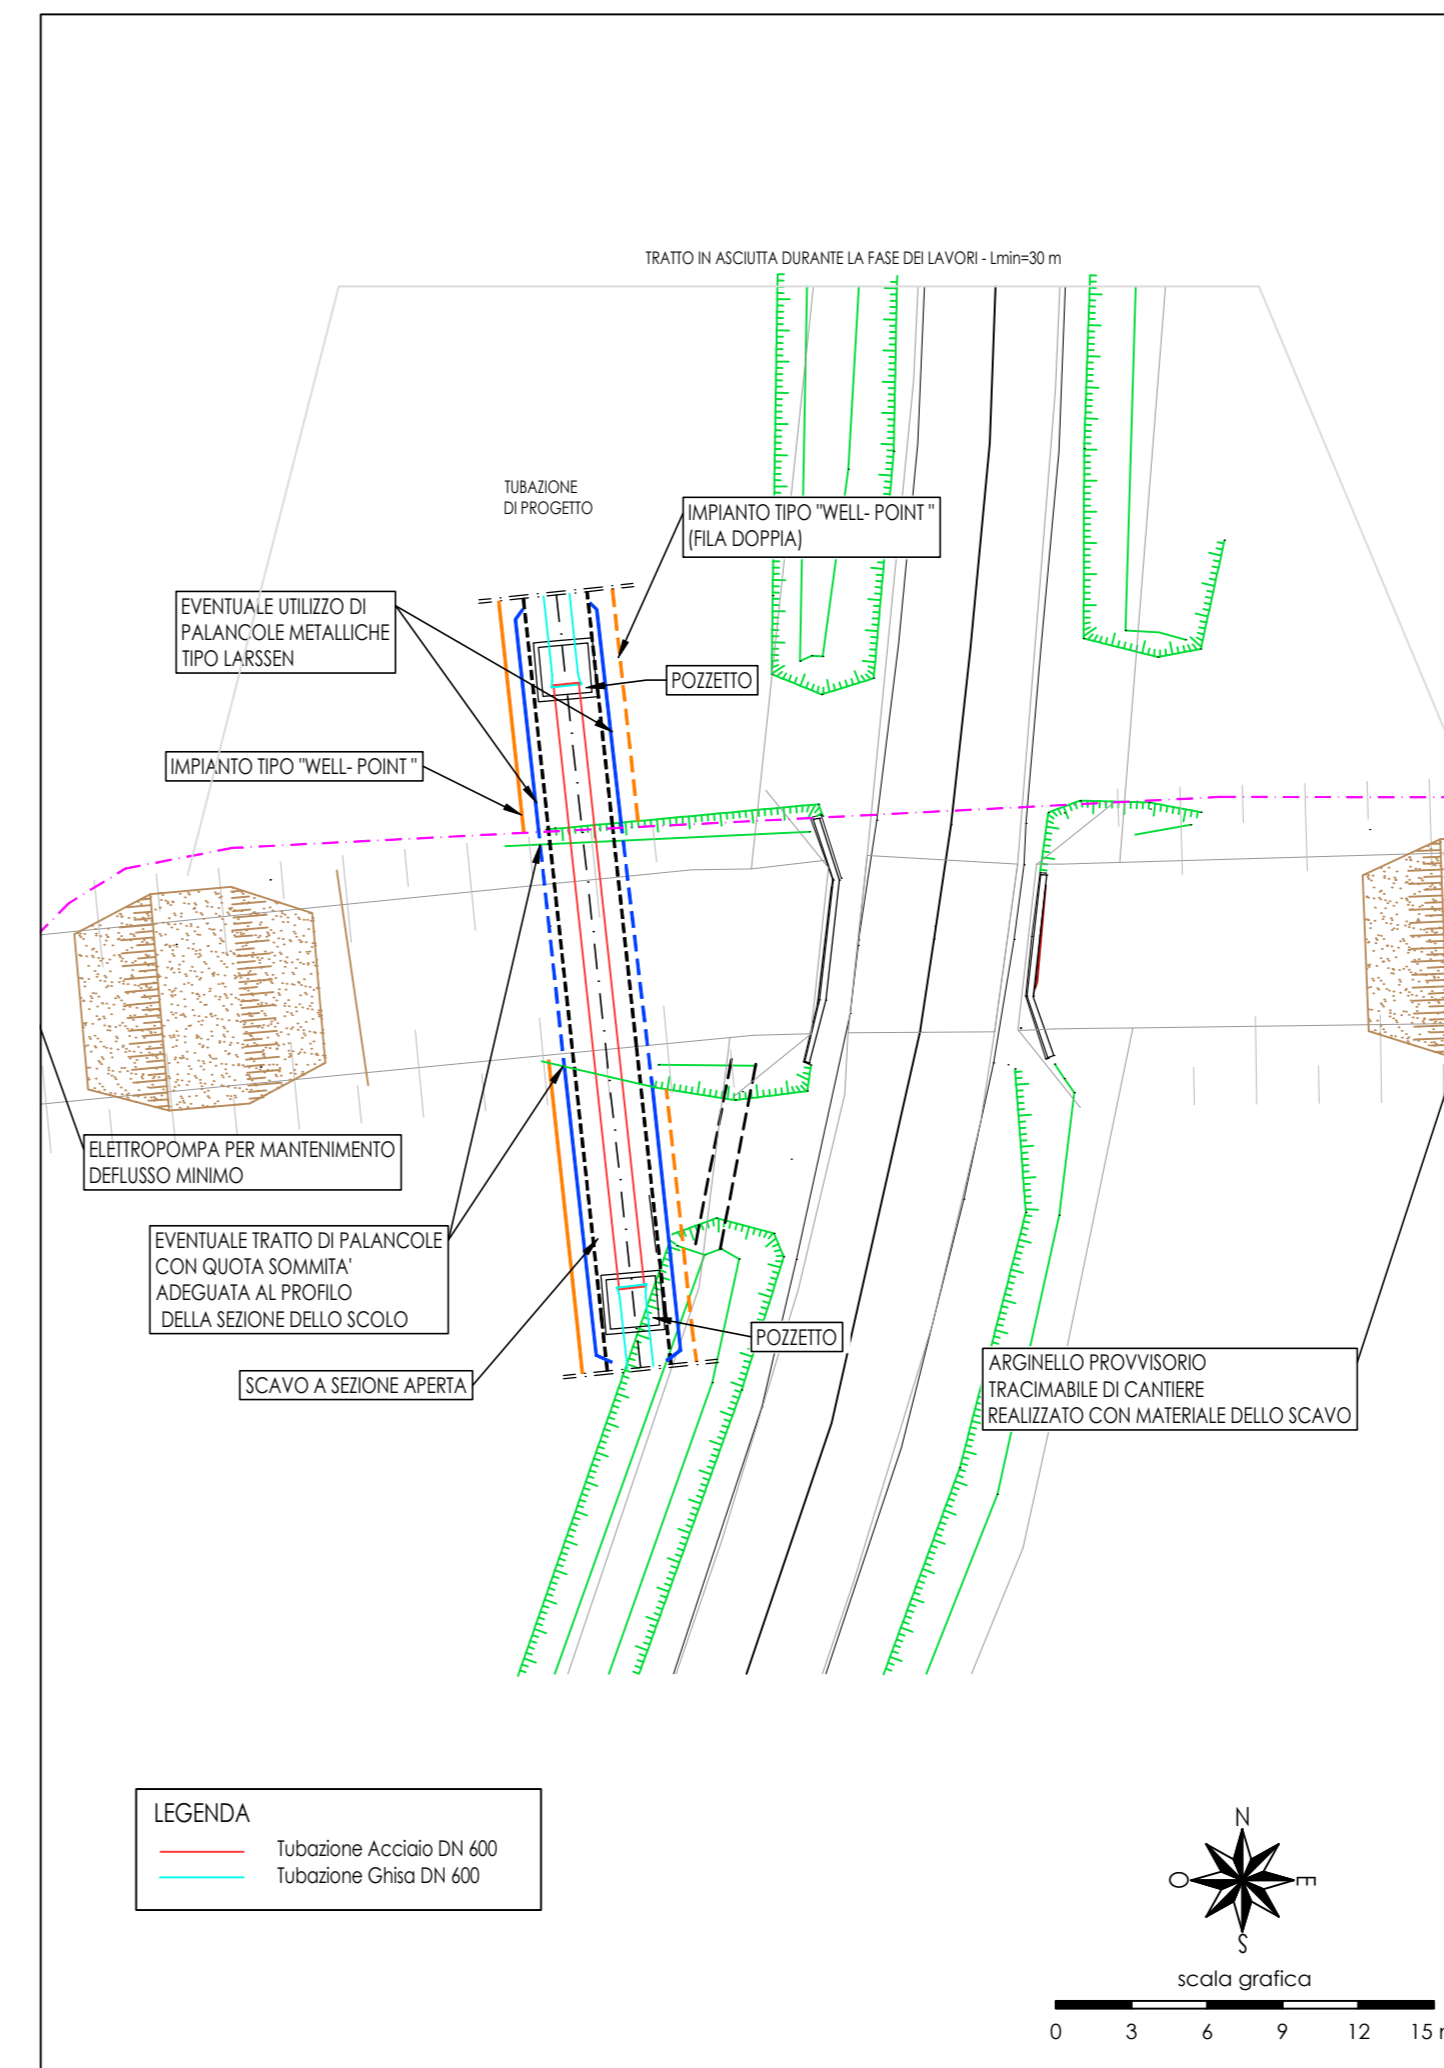 TRATTO IN ASCIUTTA DURANTE LA FASE DEI LAVORI - Lmin=30 m
TUBAZIONE
DI PROGETTO
IMPIANTO TIPO "WELL- POINT "
(FILA DOPPIA)
EVENTUALE UTILIZZO DI
PALANCOLE METALLICHE
TIPO LARSSEN
POZZETTO
IMPIANTO TIPO "WELL- POINT "
ELETTROPOMPA PER MANTENIMENTO
DEFLUSSO MINIMO
EVENTUALE TRATTO DI PALANCOLE
CON QUOTA SOMMITA'
ADEGUATA AL PROFILO
DELLA SEZIONE DELLO SCOLO
POZZETTO
SCAVO A SEZIONE APERTA
ARGINELLO PROVVISORIO
TRACIMABILE DI CANTIERE
REALIZZATO CON MATERIALE DELLO SCAVO
LEGENDA
Tubazione Acciaio DN 600
Tubazione Ghisa DN 600
N
O E
S
scala grafica
0 3 6 9 12 15